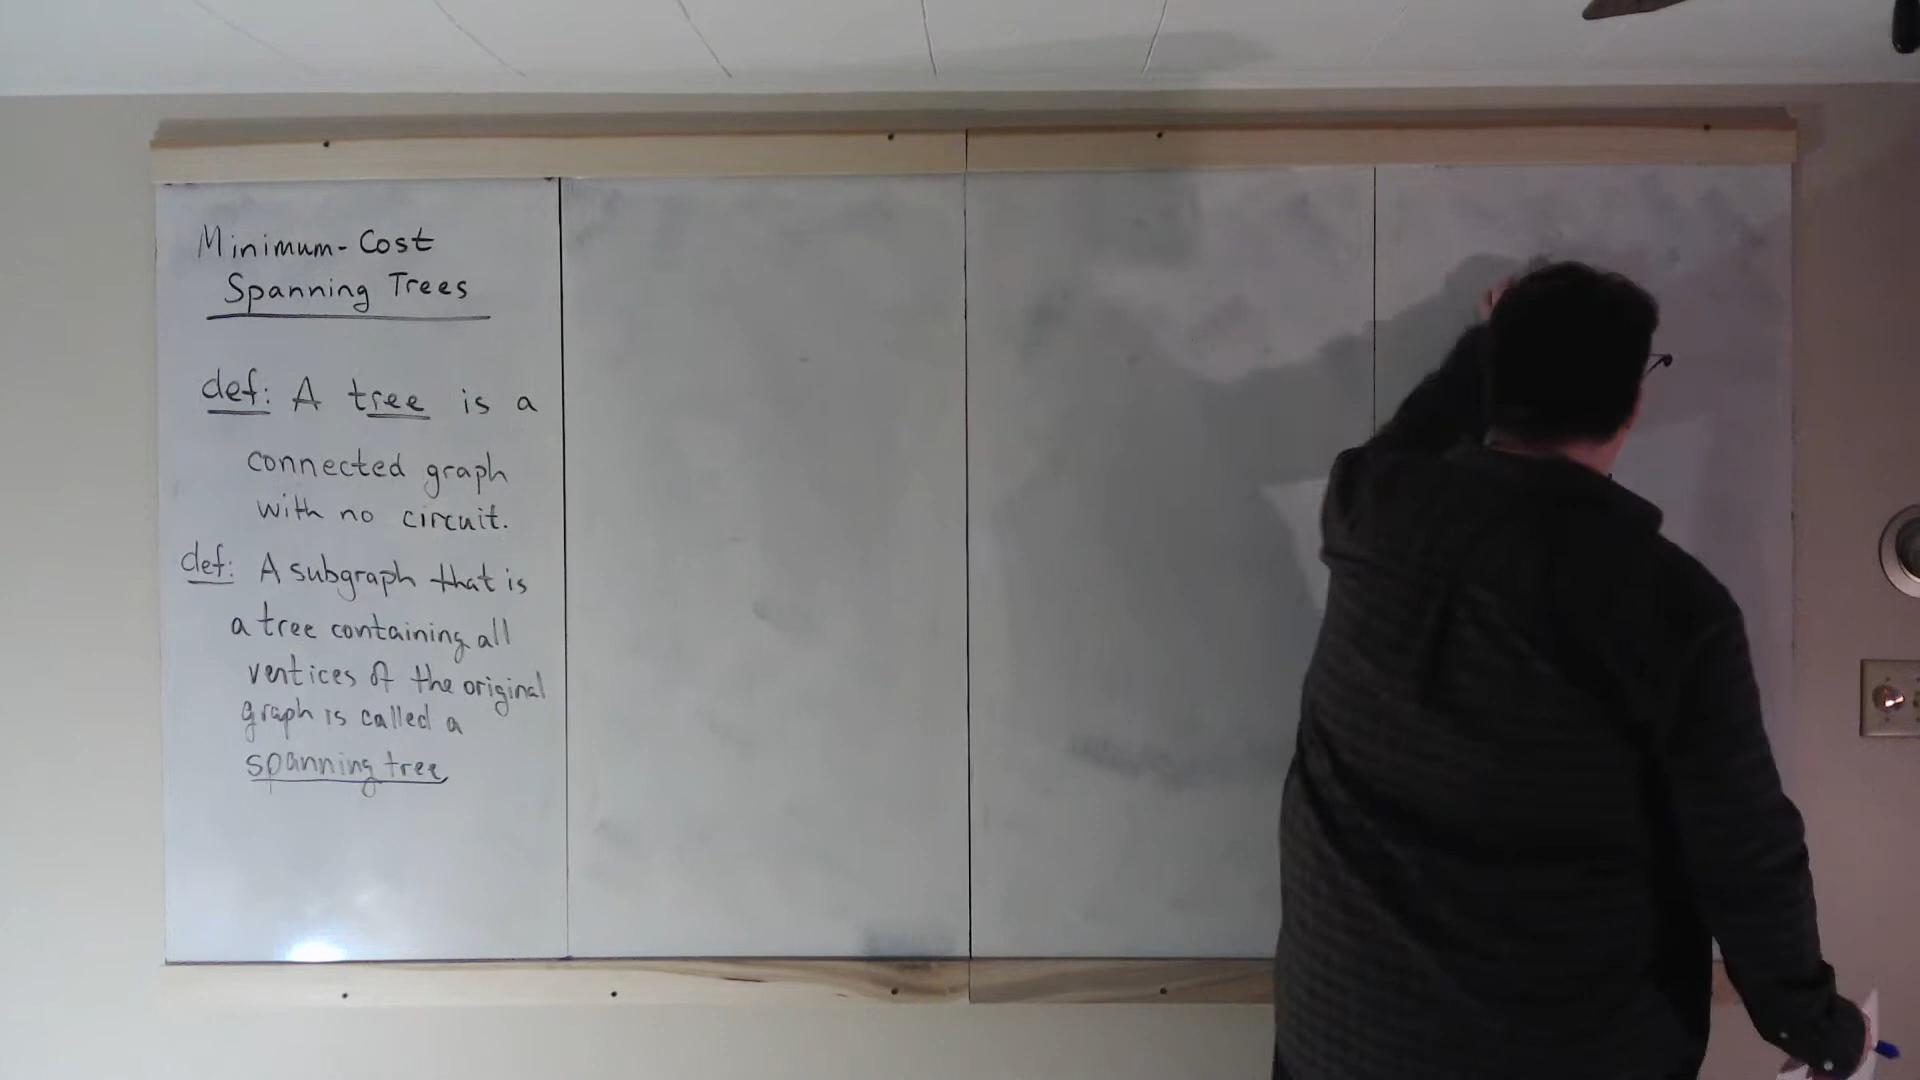 Minimum-Cost
Spanning Trees
def: A tree is a
connected graph
with no circuit.
def: A subgraph that is
a tree containing all
vertices of the original
graph is called a
spanning tree